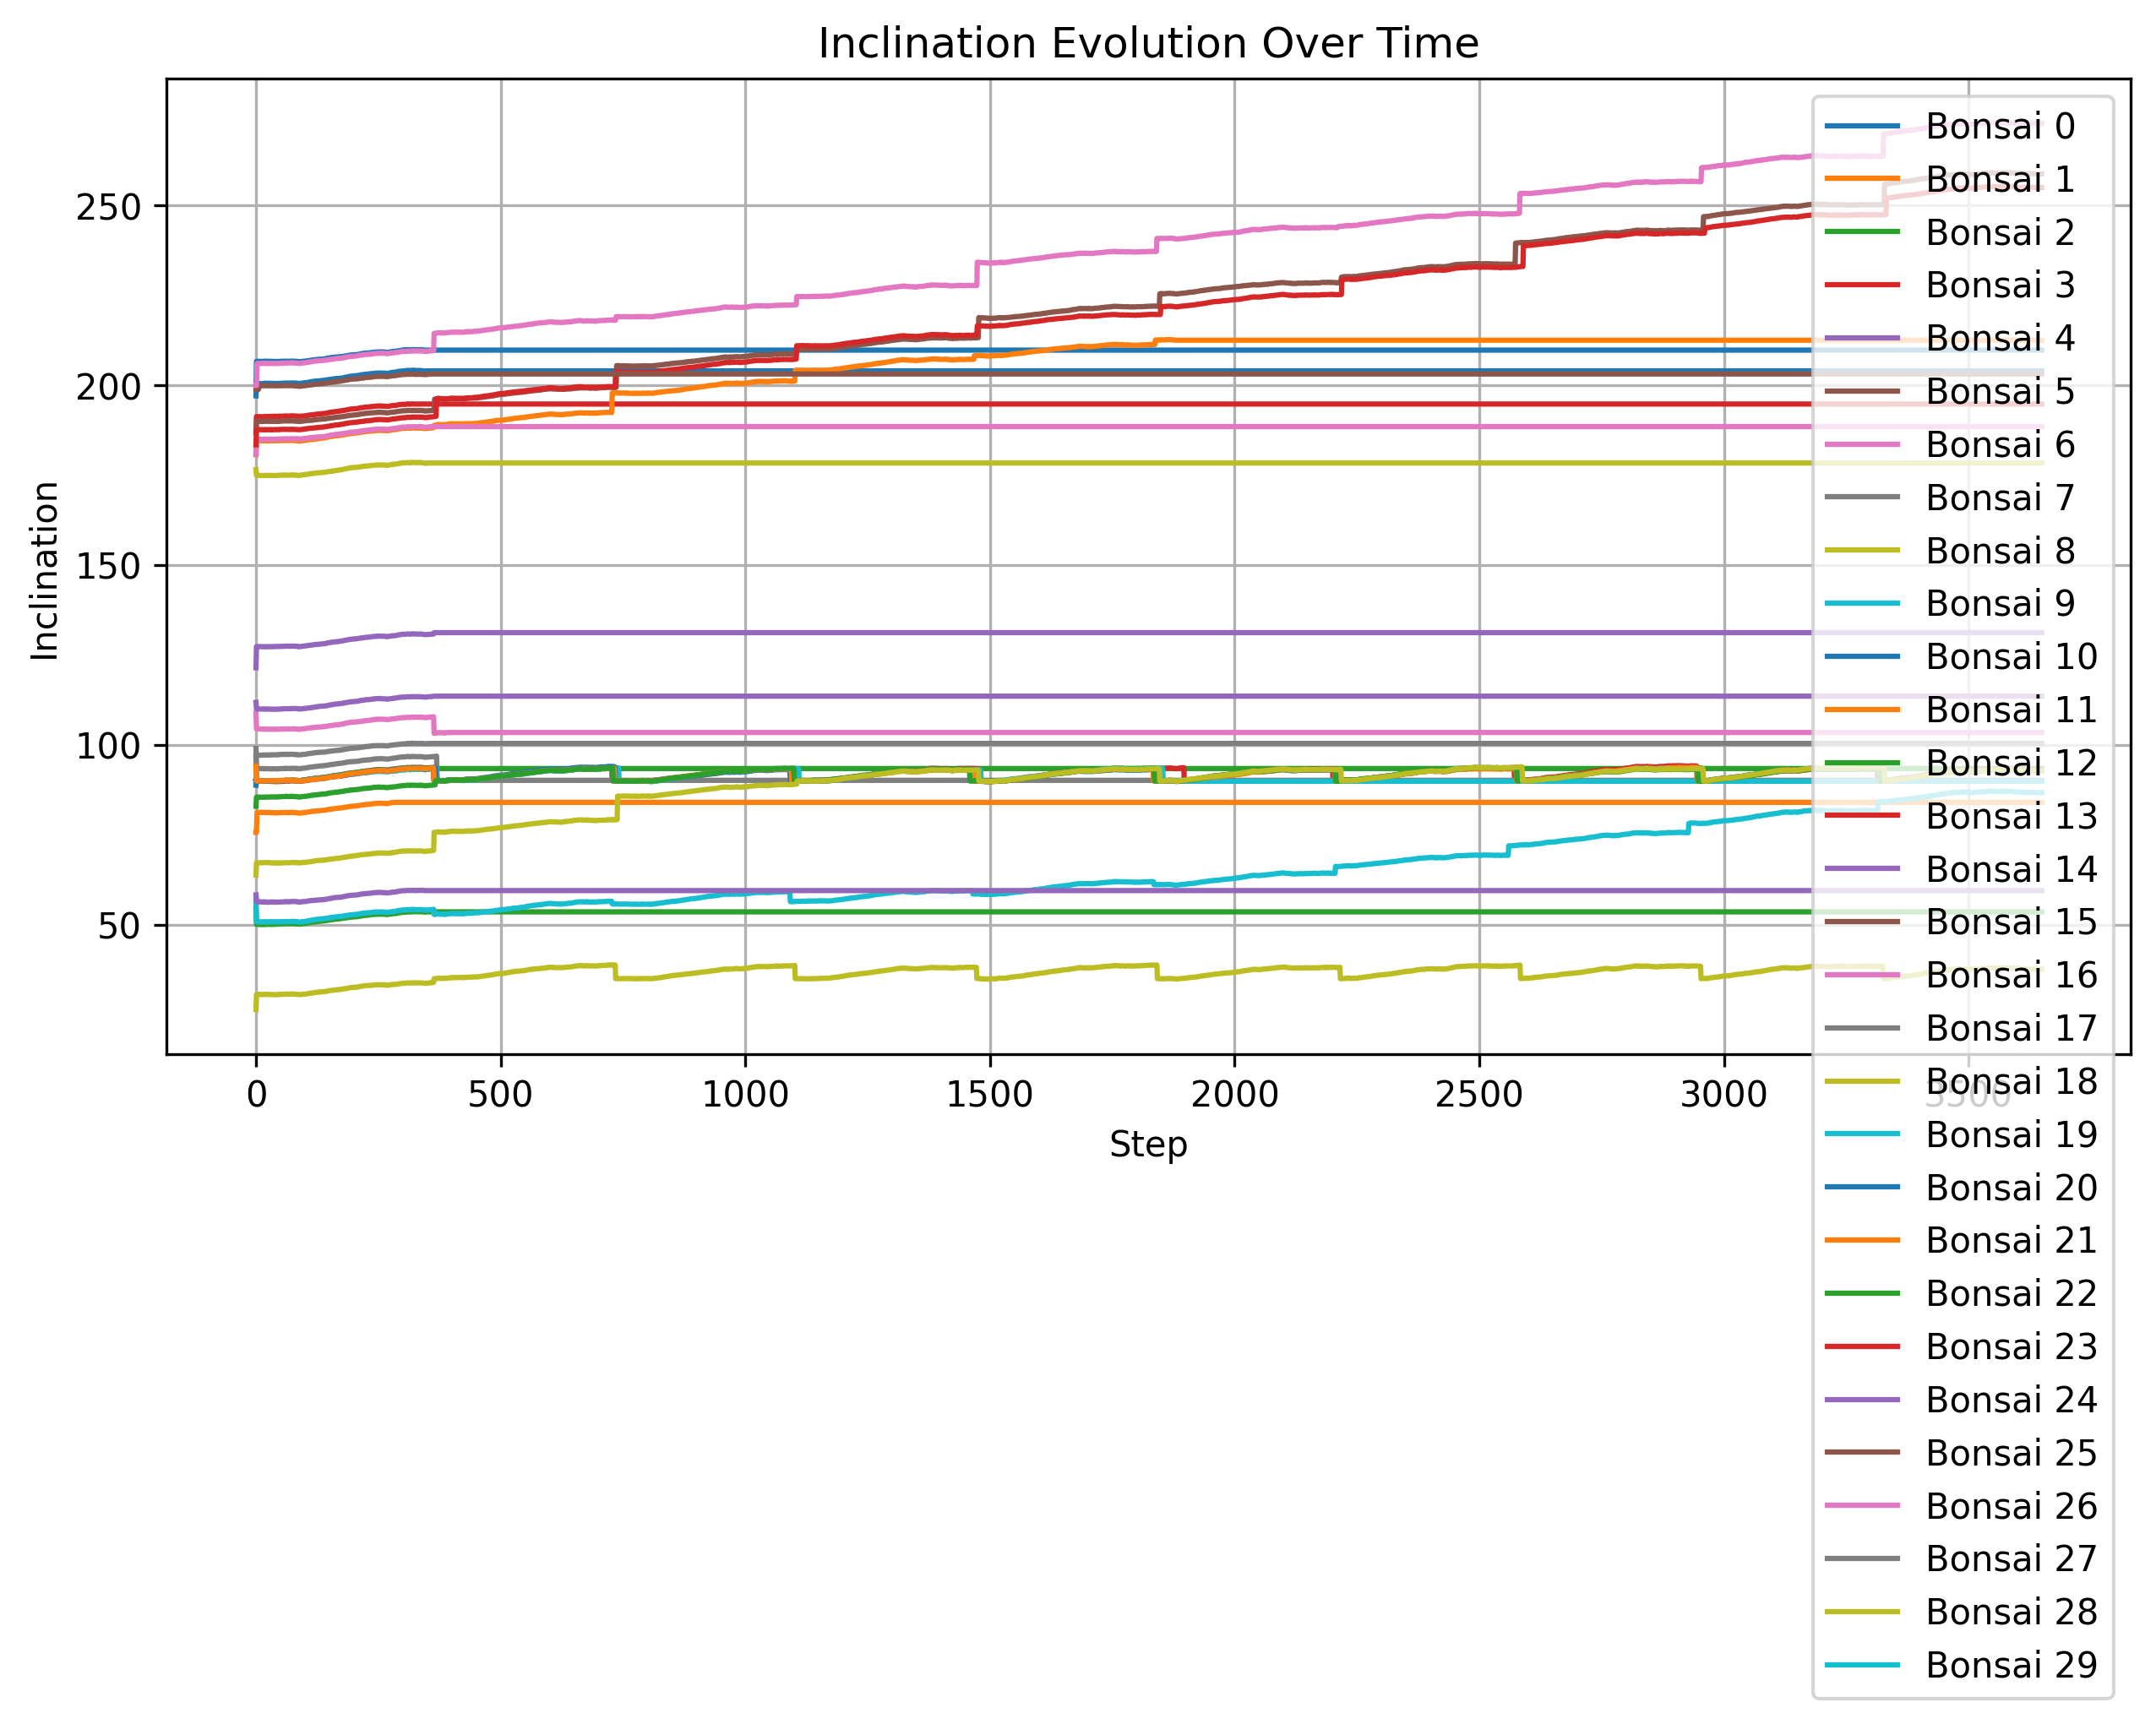 Inclination Evolution Over Time
Inclination
250
200
150
100
50
0
500
1000
1500
2000
2500
3000
3500
Step
Bonsai 0
Bonsai 1
Bonsai 2
Bonsai 3
Bonsai 4
Bonsai 5
Bonsai 6
Bonsai 7
Bonsai 8
Bonsai 9
Bonsai 10
Bonsai 11
Bonsai 12
Bonsai 13
Bonsai 14
Bonsai 15
Bonsai 16
Bonsai 17
Bonsai 18
Bonsai 19
Bonsai 20
Bonsai 21
Bonsai 22
Bonsai 23
Bonsai 24
Bonsai 25
Bonsai 26
Bonsai 27
Bonsai 28
Bonsai 29